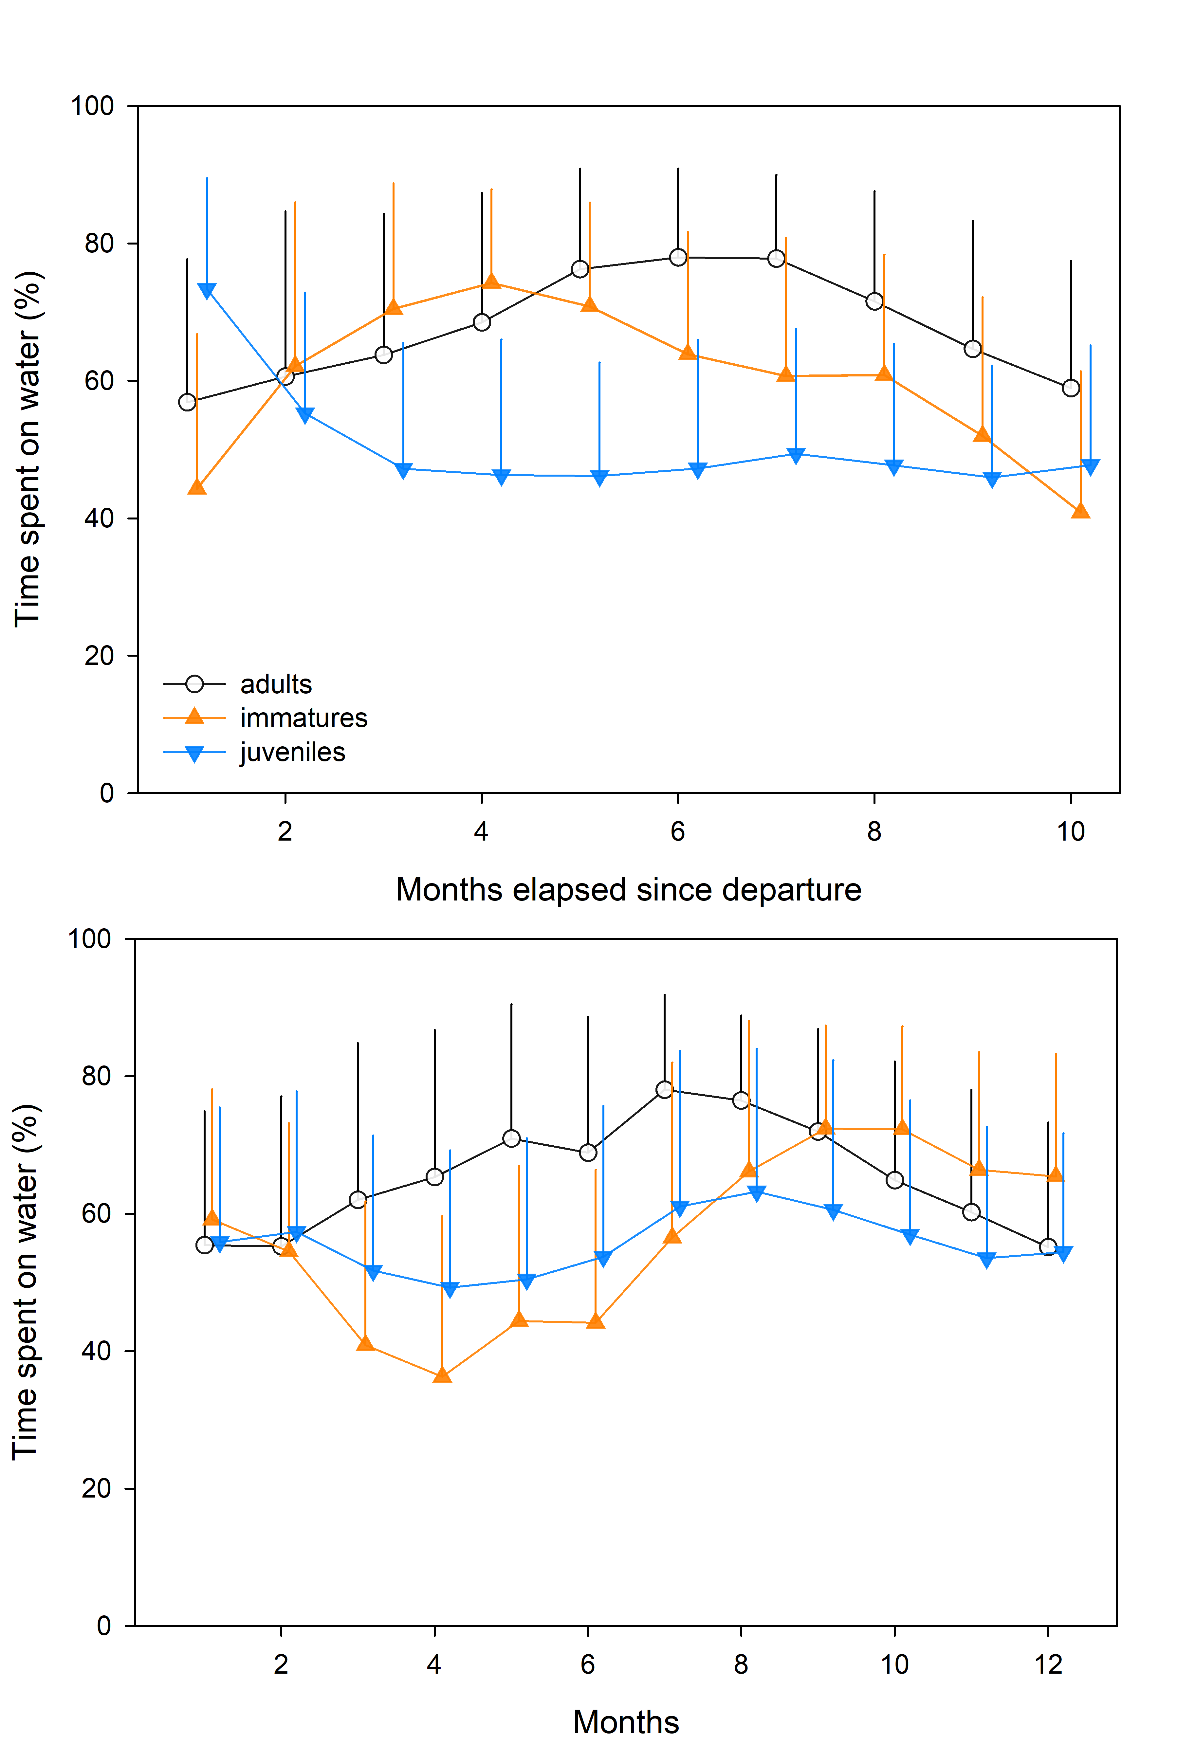 100
80
60
40
20
0
Time spent on water (%)
adults
immatures
juveniles
2 4 6 8 10
Months elapsed since departure
100
80
60
40
20
0
Time spent on water (%)
2 4 6 8 10 12
Months